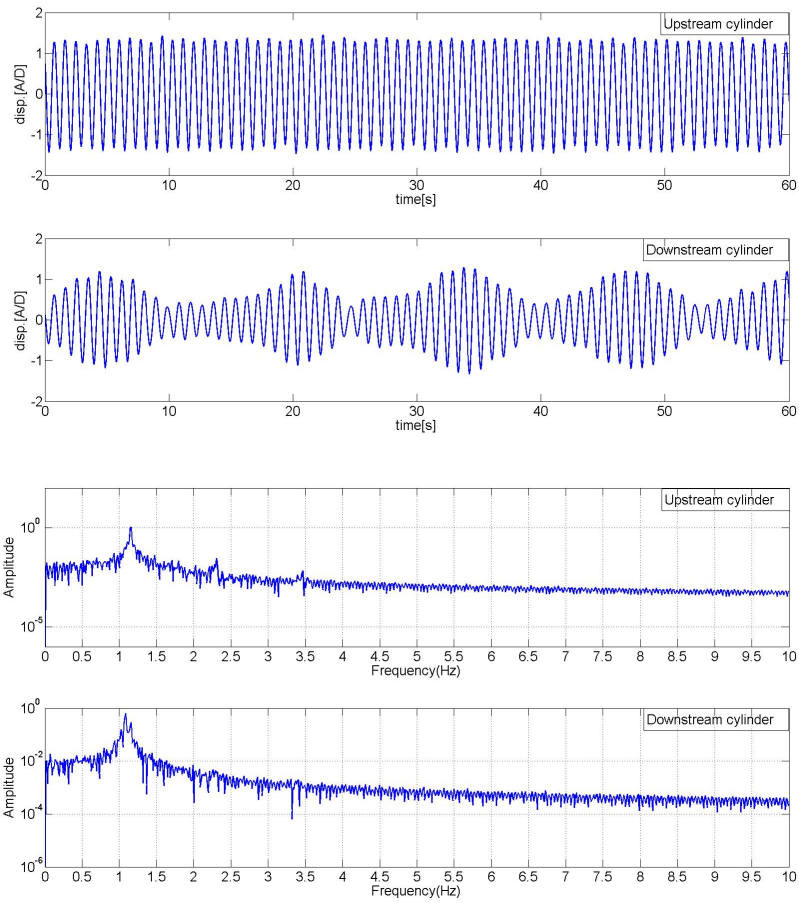 Upstream cylinder
disp.[A/D]
2
1
0
-1
-2
0 10 20 30 40 50 60
time[s]
Downstream cylinder
disp.[A/D]
2
1
0
-1
-2
0 10 20 30 40 50 60
time[s]
Upstream cylinder
Amplitude
10^0
10^-5
0 0.5 1 1.5 2 2.5 3 3.5 4 4.5 5 5.5 6 6.5 7 7.5 8 8.5 9 9.5 10
Frequency(Hz)
Downstream cylinder
Amplitude
10^0
10^-2
10^-4
10^-6
0 0.5 1 1.5 2 2.5 3 3.5 4 4.5 5 5.5 6 6.5 7 7.5 8 8.5 9 9.5 10
Frequency(Hz)